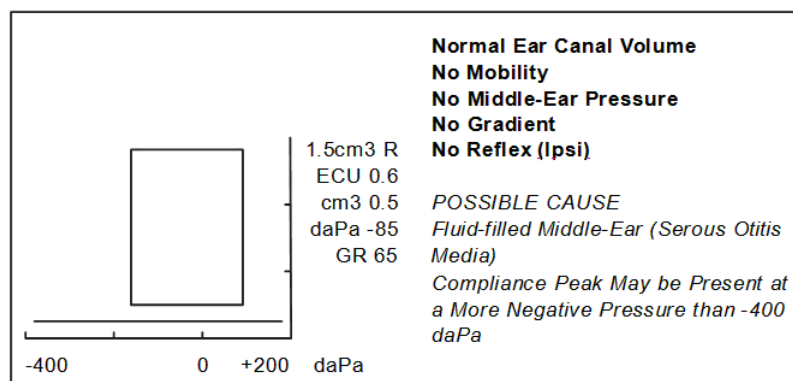 Normal Ear Canal Volume
No Mobility
No Middle-Ear Pressure
No Gradient
No Reflex (Ipsi)
1.5cm3 R
ECU 0.6
cm3 0.5
daPa -85
GR 65
POSSIBLE CAUSE
Fluid-filled Middle-Ear (Serous Otitis
Media)
Compliance Peak May be Present at
a More Negative Pressure than -400
daPa
-400 0 +200 daPa